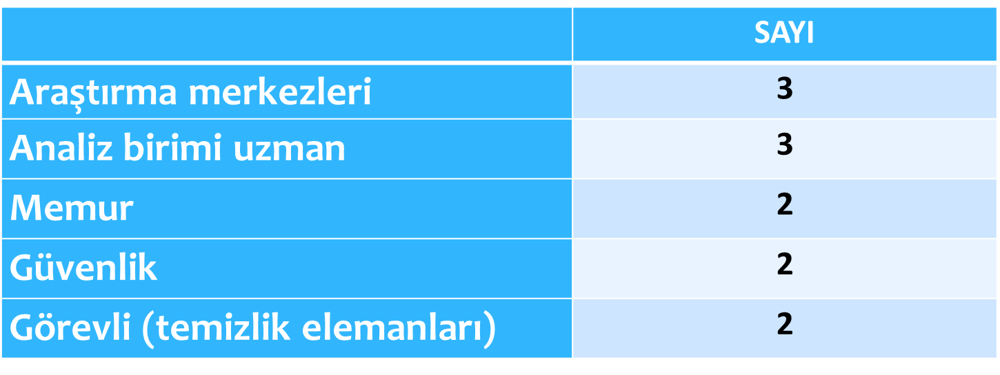 SAYI
Araştırma merkezleri 3
Analiz birimi uzman 3
Memur 2
Güvenlik 2
Görevli (temizlik elemanları) 2